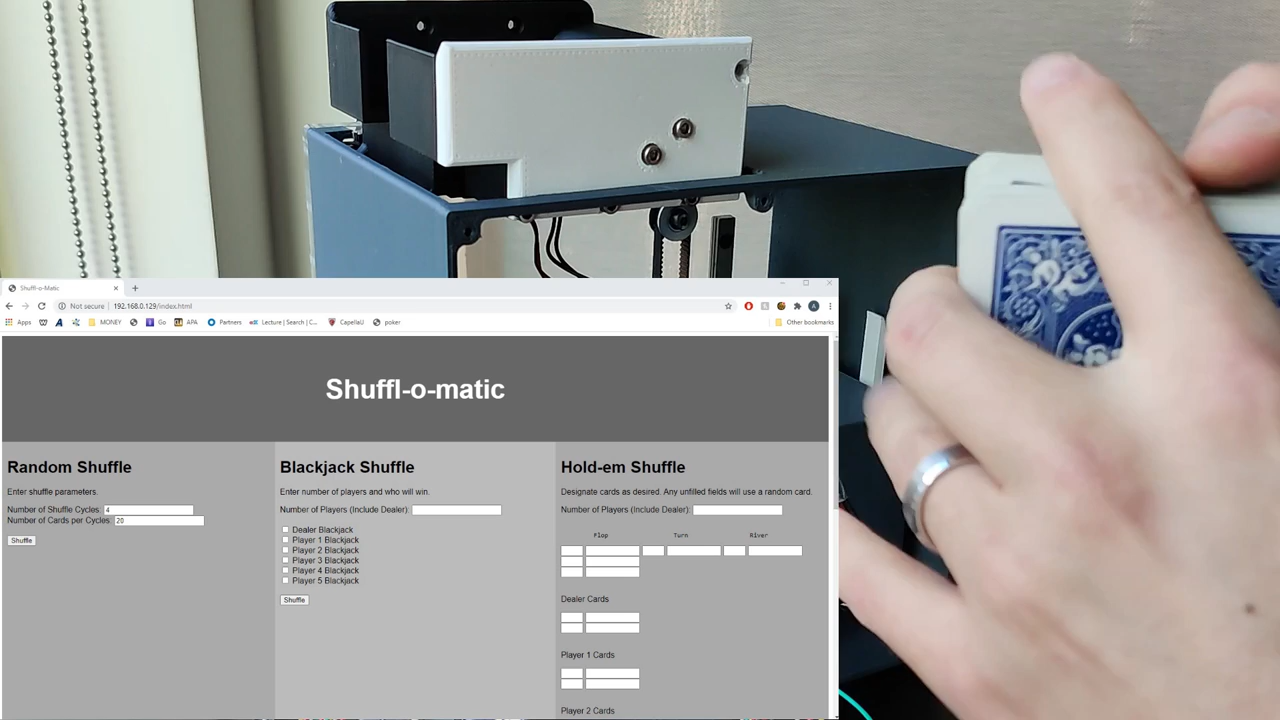 Shuffl-o-Matic
Not secure | 192.168.0.129/index.html
Apps MONEY Go APA Partners Lecture | Search | C... CapellaU poker Other bookmarks
Shuffl-o-matic
Random Shuffle
Enter shuffle parameters.
Number of Shuffle Cycles: 4
Number of Cards per Cycles: 20
Shuffle
Blackjack Shuffle
Enter number of players and who will win.
Number of Players (Include Dealer):
Dealer Blackjack
Player 1 Blackjack
Player 2 Blackjack
Player 3 Blackjack
Player 4 Blackjack
Player 5 Blackjack
Shuffle
Hold-em Shuffle
Designate cards as desired. Any unfilled fields will use a random card.
Number of Players (Include Dealer):
Flop Turn River
Dealer Cards
Player 1 Cards
Player 2 Cards